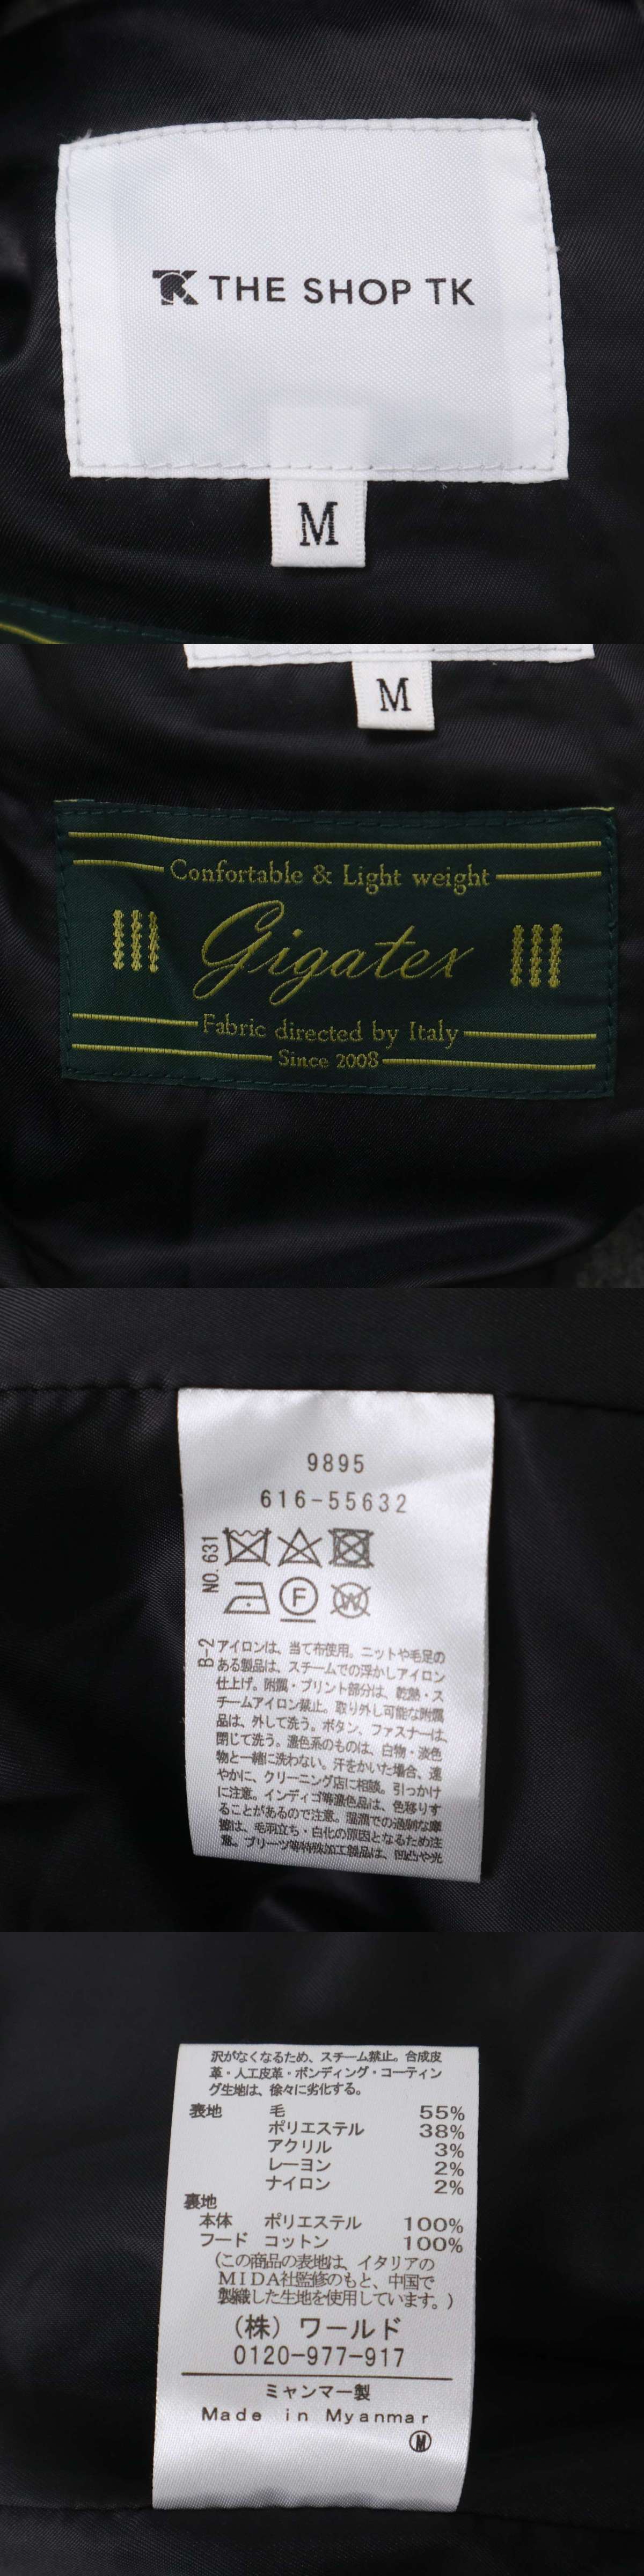 TK THE SHOP TK
M
M
Confortable & Light weight
Gigatex
Fabric directed by Italy
Since 2008
9895
616-55632
NO.631
F
W
B-2
アイロンは、当て布使用。ニットや毛足の
ある製品は、スチームでの浮かしアイロン
仕上げ。附属・プリント部分は、乾熱・ス
チームアイロン禁止。取り外し可能な附属
品は、外して洗う。ボタン、ファスナーは、
閉じて洗う。濃色系のものは、白物・淡色
物と一緒に洗わない。汗をかいた場合、速
やかに、クリーニング店に相談。引っかけ
に注意。インディゴ等濃色品は、色移りす
ることがあるので注意。湿潤での過剰な摩
擦は、毛羽立ち・白化の原因となるため注
意。プリーツ等特殊加工製品は、凹凸や光
沢がなくなるため、スチーム禁止。合成皮
革・人工皮革・ボンディング・コーティン
グ生地は、徐々に劣化する。
表地 毛 55%
ポリエステル 38%
アクリル 3%
レーヨン 2%
ナイロン 2%
裏地
本体 ポリエステル 100%
フード コットン 100%
(この商品の表地は、イタリアの
MIDA社監修のもと、中国で
製織した生地を使用しています。)
(株)ワールド
0120-977-917
ミャンマー製
Made in Myanmar
M